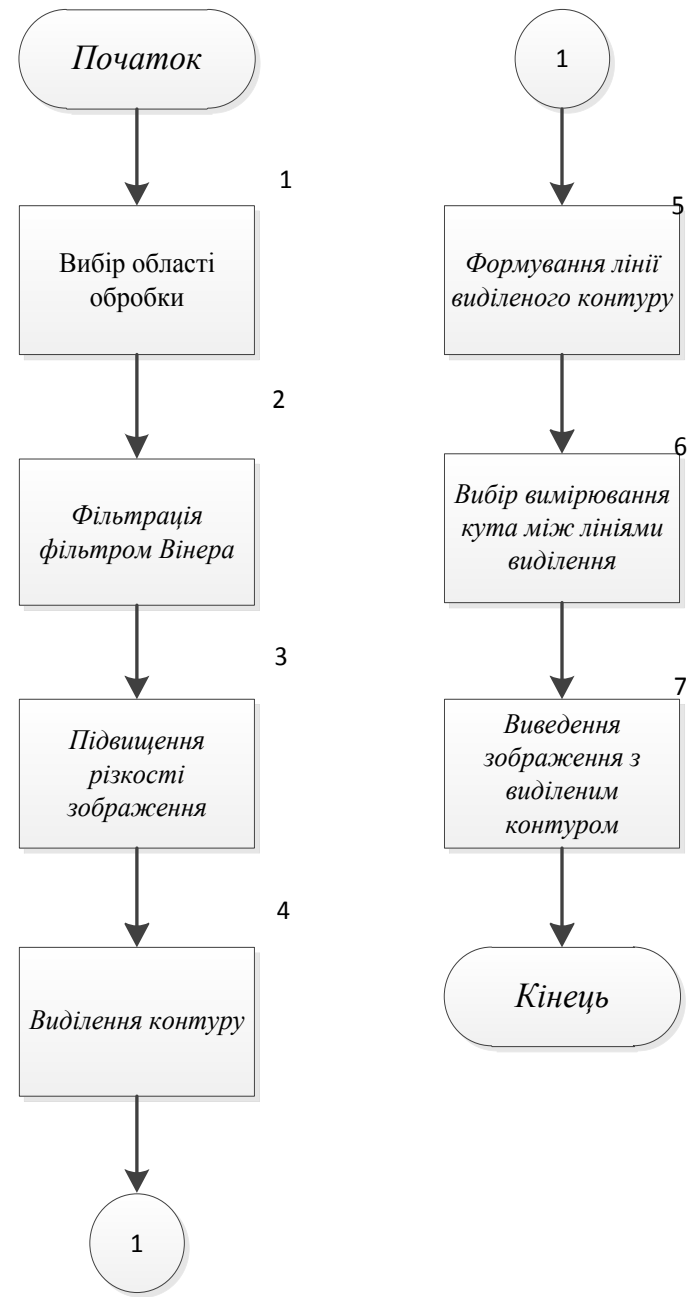 Початок
1
Вибір області
обробки
2
Фільтрація
фільтром Вінера
3
Підвищення
різкості
зображення
4
Виділення контуру
1
1
5
Формування лінії
виділеного контуру
6
Вибір вимірювання
кута між лініями
виділення
7
Виведення
зображення з
виділеним
контуром
Кінець